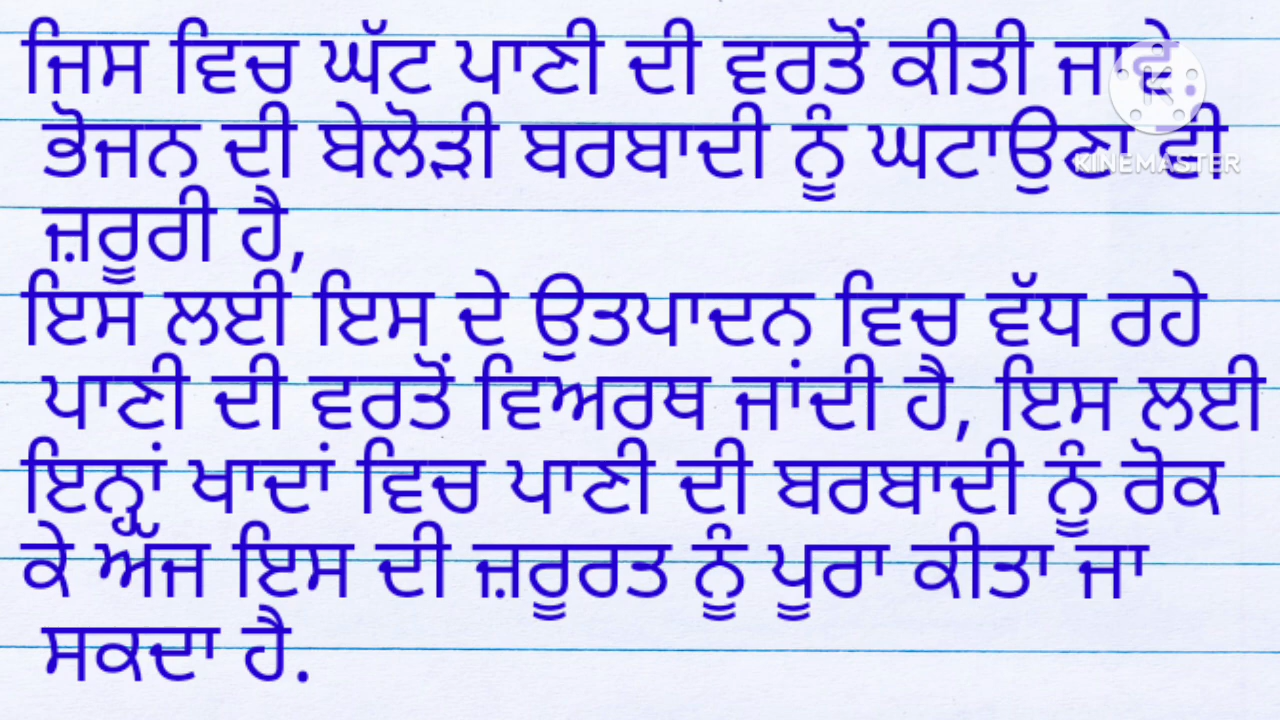 ਜਿਸ ਵਿਚ ਘੱਟ ਪਾਣੀ ਦੀ ਵਰਤੋਂ ਕੀਤੀ ਜਾਵੇ.
ਭੋਜਨ ਦੀ ਬੇਲੋੜੀ ਬਰਬਾਦੀ ਨੂੰ ਘਟਾਉਣਾ ਵੀ
KINEMASTER
ਜ਼ਰੂਰੀ ਹੈ,
ਇਸ ਲਈ ਇਸ ਦੇ ਉਤਪਾਦਨ ਵਿਚ ਵੱਧ ਰਹੇ
ਪਾਣੀ ਦੀ ਵਰਤੋਂ ਵਿਅਰਥ ਜਾਂਦੀ ਹੈ, ਇਸ ਲਈ
ਇਨ੍ਹਾਂ ਖਾਦਾਂ ਵਿਚ ਪਾਣੀ ਦੀ ਬਰਬਾਦੀ ਨੂੰ ਰੋਕ
ਕੇ ਅੱਜ ਇਸ ਦੀ ਜ਼ਰੂਰਤ ਨੂੰ ਪੂਰਾ ਕੀਤਾ ਜਾ
ਸਕਦਾ ਹੈ.